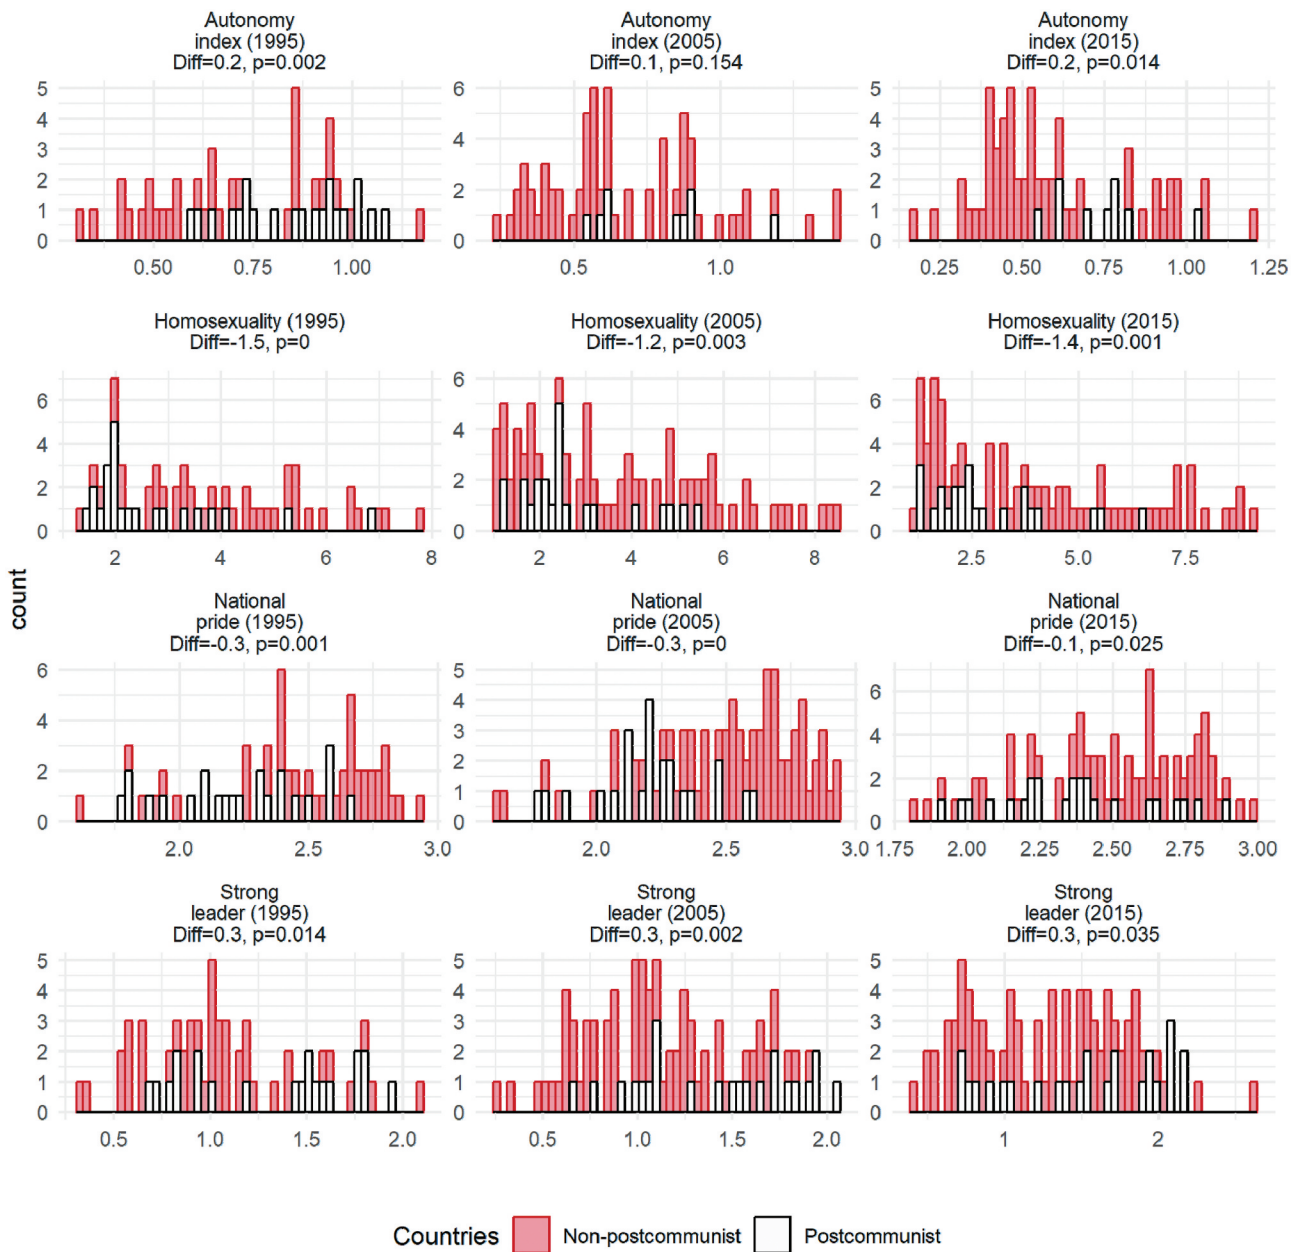 Autonomy
index (1995)
Diff=0.2, p=0.002
Autonomy
index (2005)
Diff=0.1, p=0.154
Autonomy
index (2015)
Diff=0.2, p=0.014
5
4
3
2
1
0
0.50 0.75 1.00
6
4
2
0
0.5 1.0
5
4
3
2
1
0
0.25 0.50 0.75 1.00 1.25
Homosexuality (1995)
Diff=-1.5, p=0
Homosexuality (2005)
Diff=-1.2, p=0.003
Homosexuality (2015)
Diff=-1.4, p=0.001
6
4
2
0
2 4 6 8
6
4
2
0
2 4 6 8
6
4
2
0
2.5 5.0 7.5
count
National
pride (1995)
Diff=-0.3, p=0.001
National
pride (2005)
Diff=-0.3, p=0
National
pride (2015)
Diff=-0.1, p=0.025
6
4
2
0
2.0 2.5 3.0
5
4
3
2
1
0
2.0 2.5 3.0
6
4
2
0
1.75 2.00 2.25 2.50 2.75 3.00
Strong
leader (1995)
Diff=0.3, p=0.014
Strong
leader (2005)
Diff=0.3, p=0.002
Strong
leader (2015)
Diff=0.3, p=0.035
5
4
3
2
1
0
0.5 1.0 1.5 2.0
5
4
3
2
1
0
0.5 1.0 1.5 2.0
5
4
3
2
1
0
1 2
Countries Non-postcommunist Postcommunist